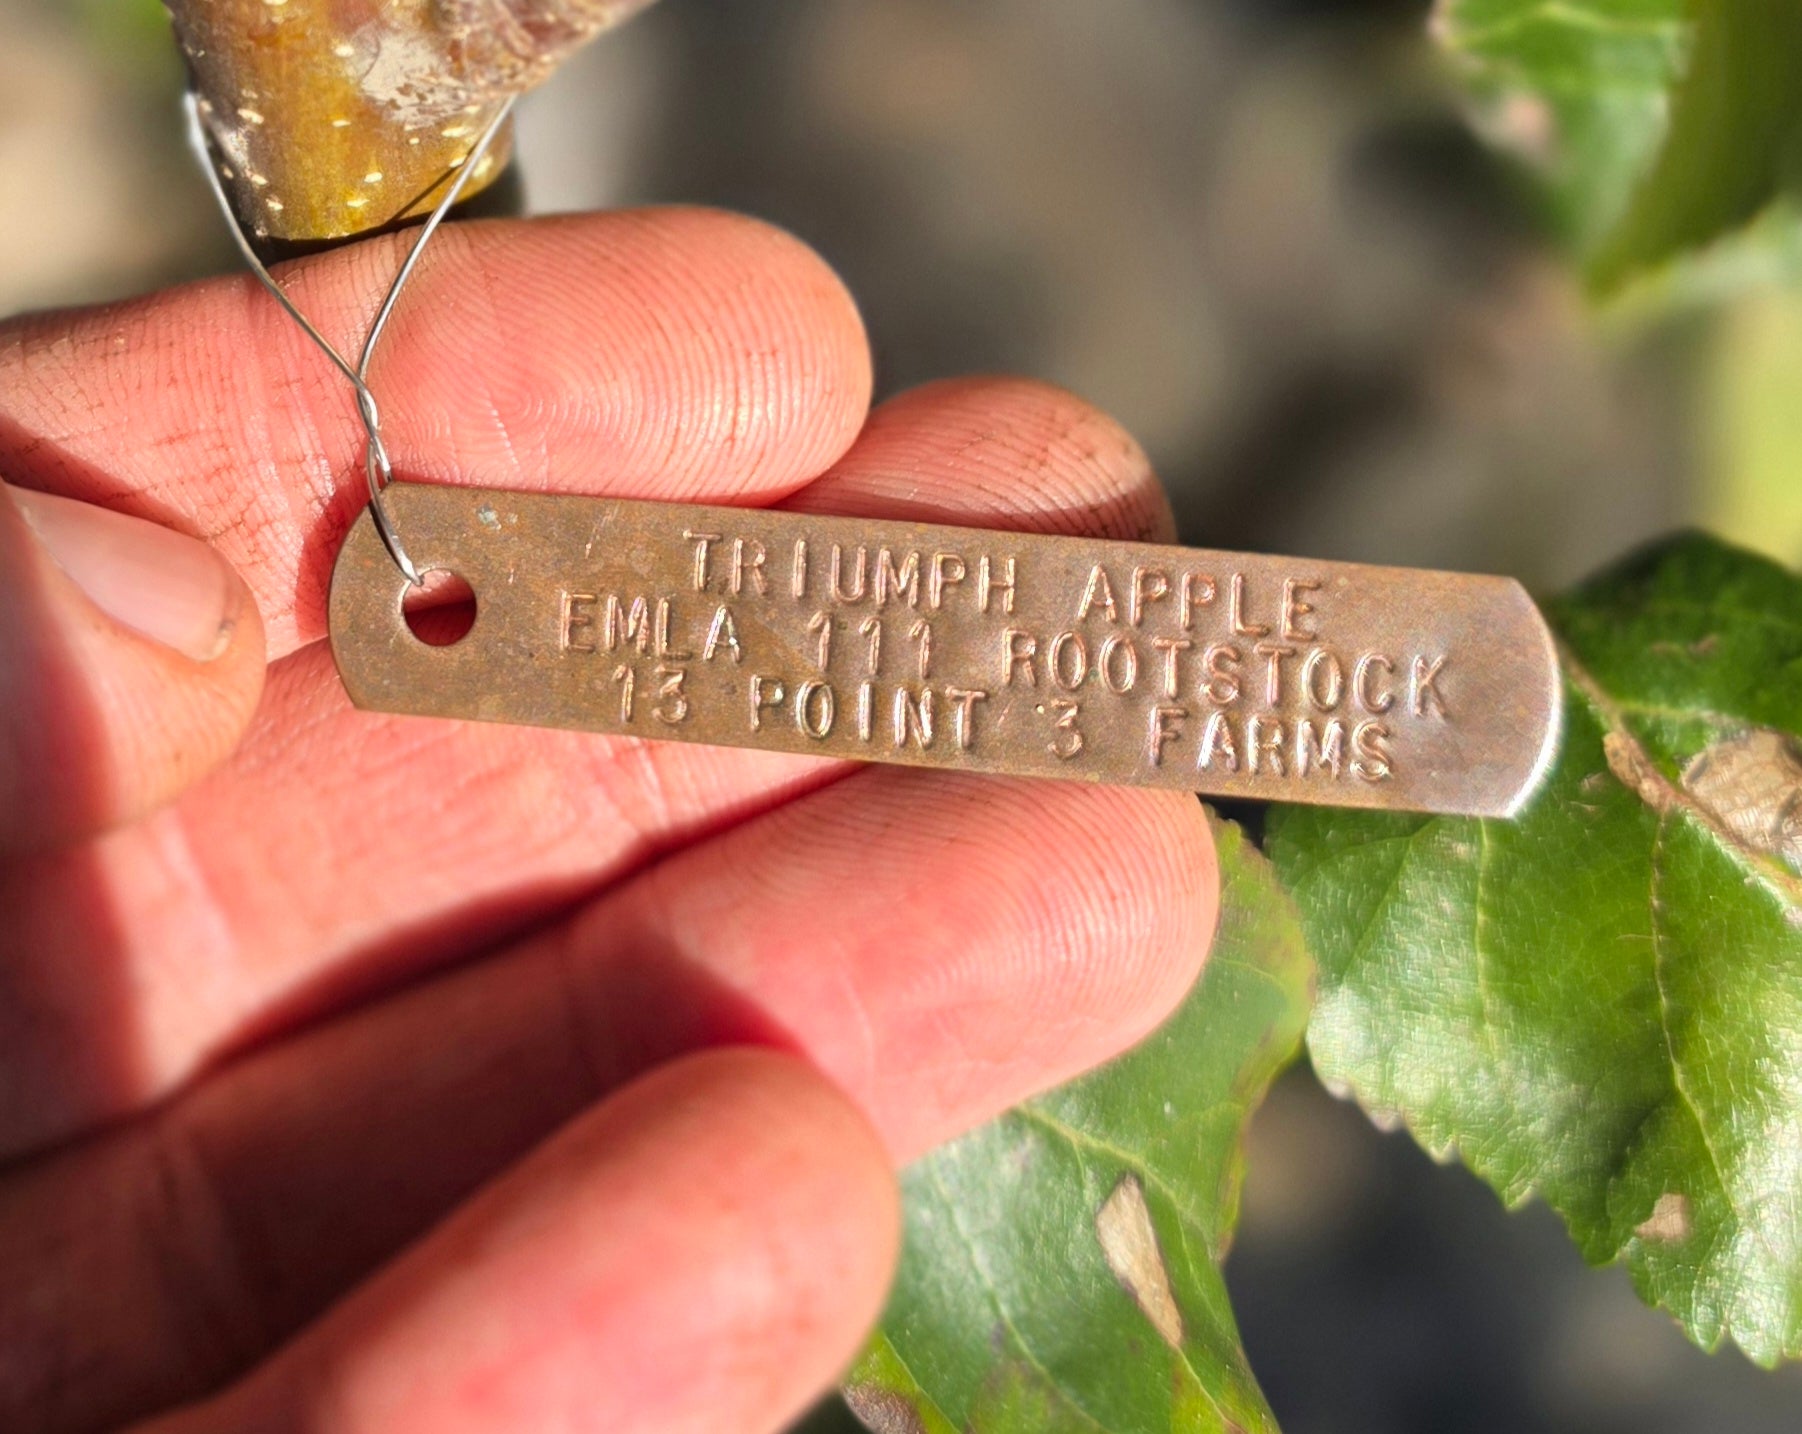 TRIUMPH APPLE
EMLA 111 ROOTSTOCK
13 POINT 3 FARMS